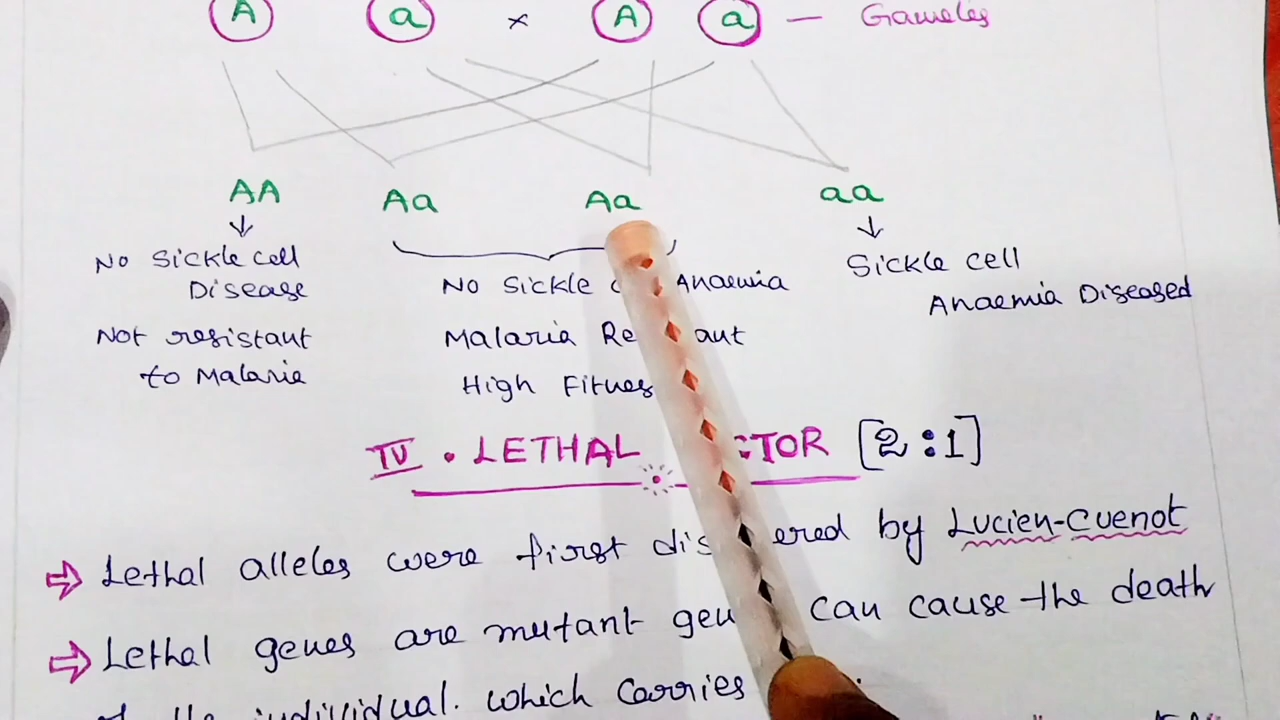 A a × A a — Gametes
AA Aa Aa aa
No Sickle cell Disease
Not resistant to Malaria
No Sickle Anaemia
Malaria Re ant
High Fitnes
Sickle cell
Anaemia Diseased
IV . LETHAL CTOR [2:1]
Lethal alleles were first dis ered by Lucien-Cuenot
Lethal genes are mutant gen can cause the death
individual. which carries